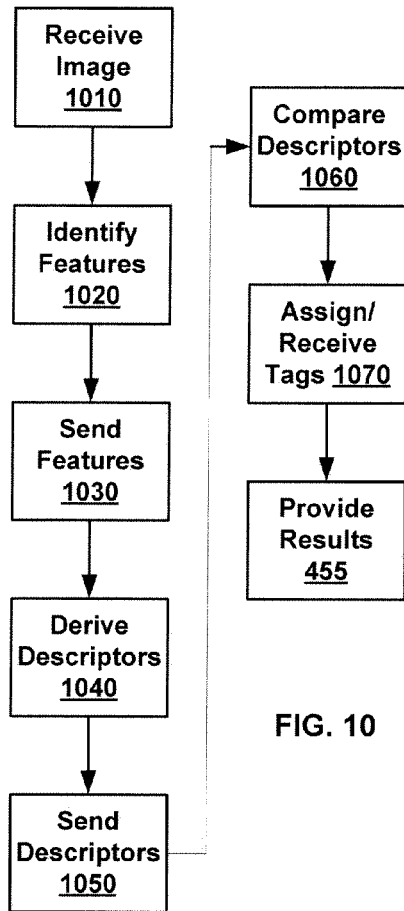 Receive
Image
1010
Identify
Features
1020
Send
Features
1030
Derive
Descriptors
1040
Send
Descriptors
1050
Compare
Descriptors
1060
Assign/
Receive
Tags 1070
Provide
Results
455
FIG. 10